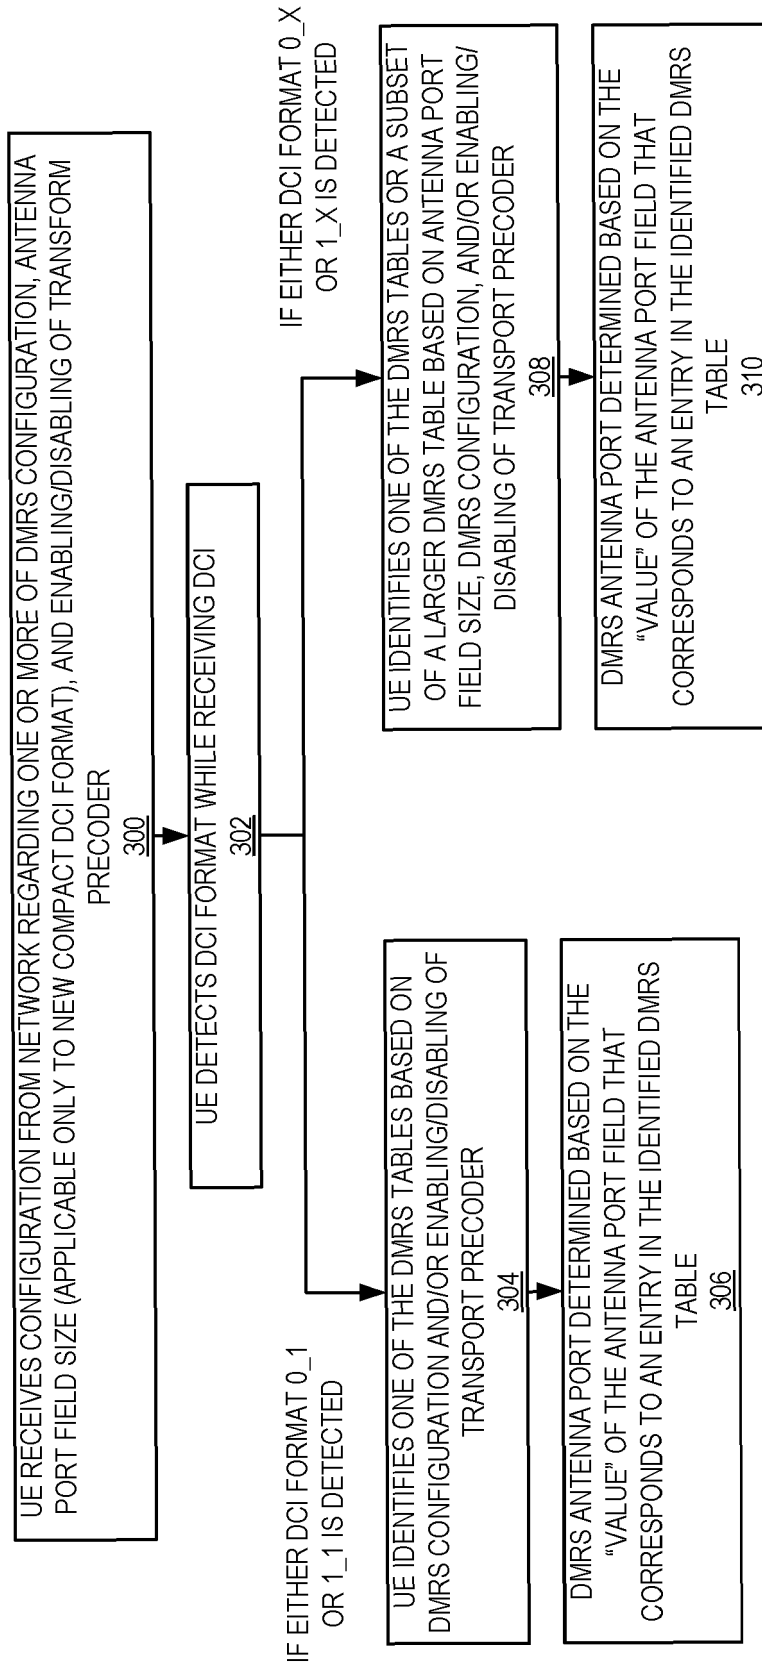 UE RECEIVES CONFIGURATION FROM NETWORK REGARDING ONE OR MORE OF DMRS CONFIGURATION, ANTENNA
PORT FIELD SIZE (APPLICABLE ONLY TO NEW COMPACT DCI FORMAT), AND ENABLING/DISABLING OF TRANSFORM
PRECODER
300
UE DETECTS DCI FORMAT WHILE RECEIVING DCI
302
IF EITHER DCI FORMAT 0_1
OR 1_1 IS DETECTED
UE IDENTIFIES ONE OF THE DMRS TABLES BASED ON
DMRS CONFIGURATION AND/OR ENABLING/DISABLING OF
TRANSPORT PRECODER
304
DMRS ANTENNA PORT DETERMINED BASED ON THE
“VALUE” OF THE ANTENNA PORT FIELD THAT
CORRESPONDS TO AN ENTRY IN THE IDENTIFIED DMRS
TABLE
306
IF EITHER DCI FORMAT 0_X
OR 1_X IS DETECTED
UE IDENTIFIES ONE OF THE DMRS TABLES OR A SUBSET
OF A LARGER DMRS TABLE BASED ON ANTENNA PORT
FIELD SIZE, DMRS CONFIGURATION, AND/OR ENABLING/
DISABLING OF TRANSPORT PRECODER
308
DMRS ANTENNA PORT DETERMINED BASED ON THE
“VALUE” OF THE ANTENNA PORT FIELD THAT
CORRESPONDS TO AN ENTRY IN THE IDENTIFIED DMRS
TABLE
310